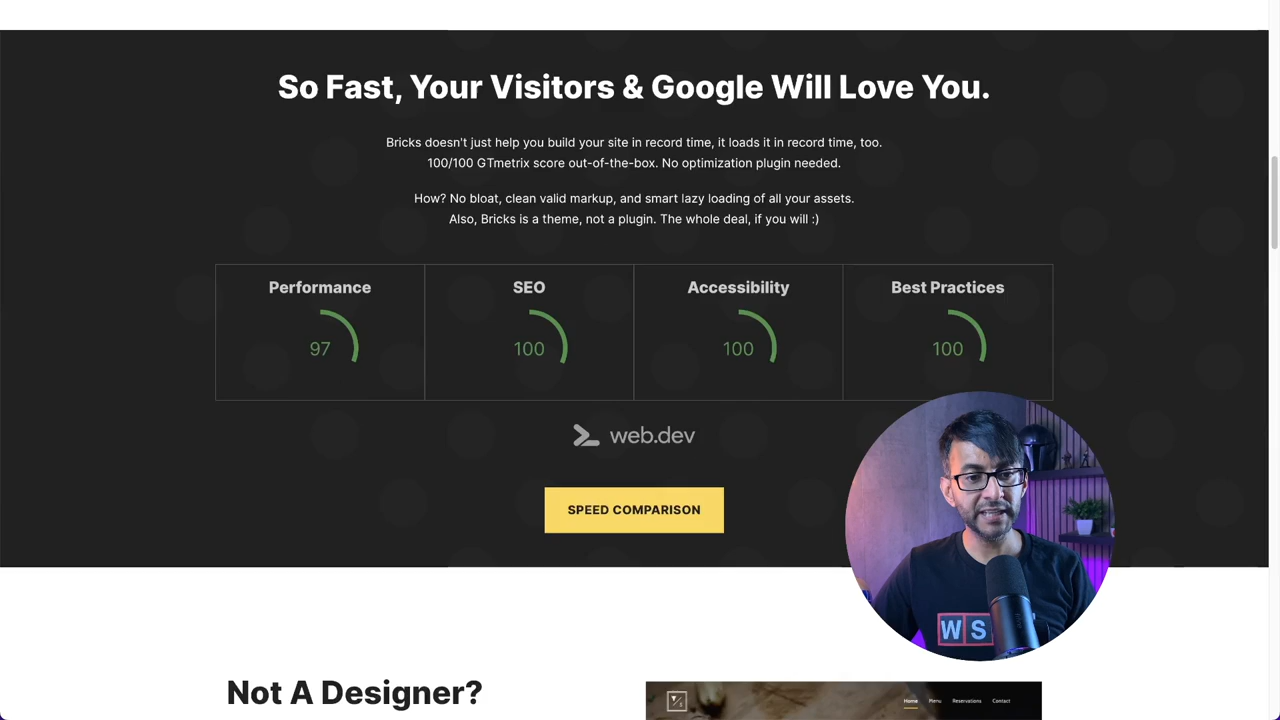 So Fast, Your Visitors & Google Will Love You.
Bricks doesn't just help you build your site in record time, it loads it in record time, too.
100/100 GTmetrix score out-of-the-box. No optimization plugin needed.
How? No bloat, clean valid markup, and smart lazy loading of all your assets.
Also, Bricks is a theme, not a plugin. The whole deal, if you will :)
Performance SEO Accessibility Best Practices
97 100 100 100
web.dev
SPEED COMPARISON
WS
Not A Designer?
Home Menu Reservations Contact